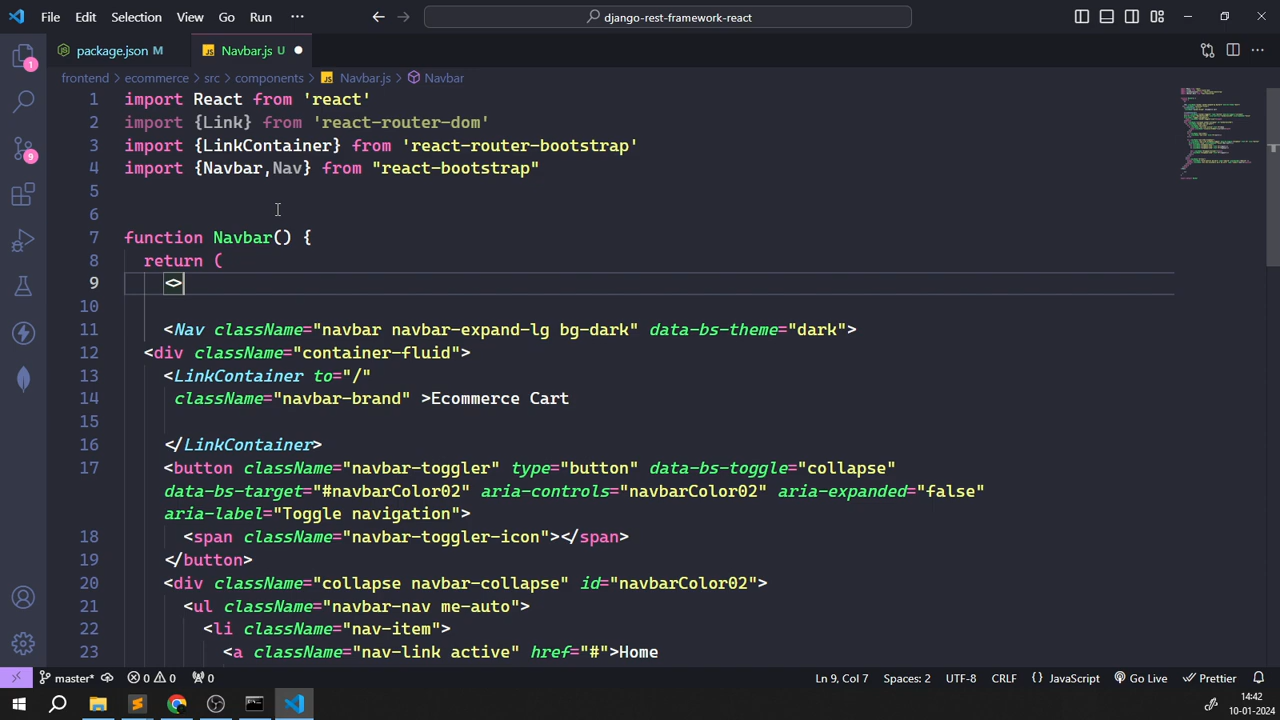 File Edit Selection View Go Run ··· django-rest-framework-react
package.json M Navbar.js U
frontend > ecommerce > src > components > JS Navbar.js > Navbar
1 import React from 'react'
2 import {Link} from 'react-router-dom'
3 import {LinkContainer} from 'react-router-bootstrap'
4 import {Navbar,Nav} from "react-bootstrap"
5
6
7 function Navbar() {
8 return (
9 <>
10
11 <Nav className="navbar navbar-expand-lg bg-dark" data-bs-theme="dark">
12 <div className="container-fluid">
13 <LinkContainer to="/"
14 className="navbar-brand" >Ecommerce Cart
15
16 </LinkContainer>
17 <button className="navbar-toggler" type="button" data-bs-toggle="collapse"
data-bs-target="#navbarColor02" aria-controls="navbarColor02" aria-expanded="false"
aria-label="Toggle navigation">
18 <span className="navbar-toggler-icon"></span>
19 </button>
20 <div className="collapse navbar-collapse" id="navbarColor02">
21 <ul className="navbar-nav me-auto">
22 <li className="nav-item">
23 <a className="nav-link active" href="#">Home
1
9
master* 0 0 0 Ln 9, Col 7 Spaces: 2 UTF-8 CRLF {} JavaScript Go Live Prettier
14:42
10-01-2024